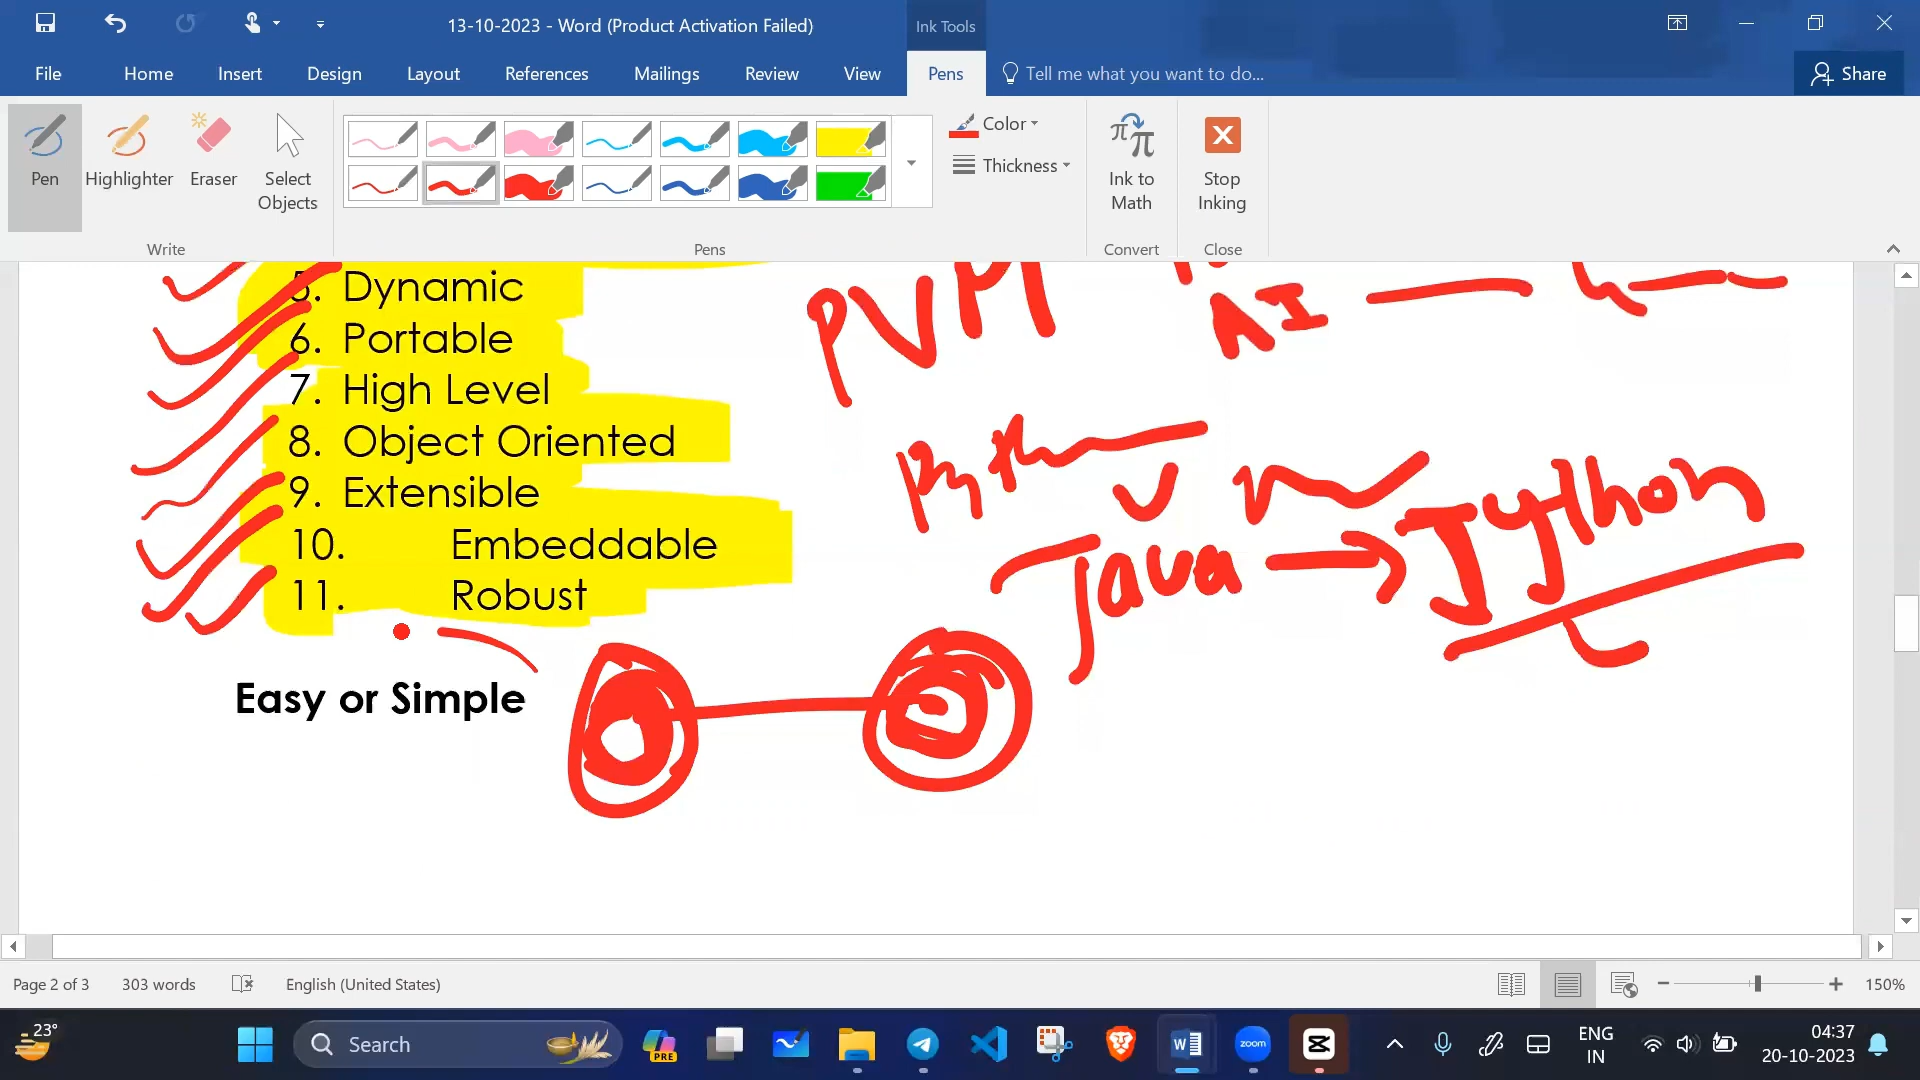 13-10-2023 - Word (Product Activation Failed)
Ink Tools
File
Home
Insert
Design
Layout
References
Mailings
Review
View
Pens
Tell me what you want to do...
Share
Pen
Highlighter
Eraser
Select
Objects
Color
Thickness
Ink to
Math
Stop
Inking
Write
Pens
Convert
Close
5. Dynamic
6. Portable
7. High Level
8. Object Oriented
9. Extensible
10. Embeddable
11. Robust
Easy or Simple
PVM
AI
Python
Java
Jython
Page 2 of 3
303 words
English (United States)
150%
23°
Search
PRE
zoom
ENG
IN
04:37
20-10-2023